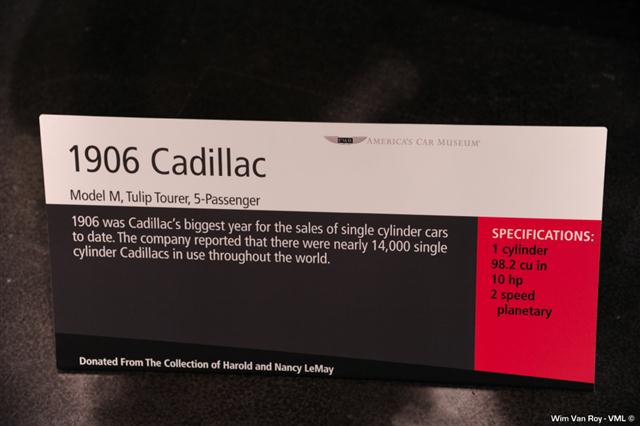 AMERICA'S CAR MUSEUM
1906 Cadillac
Model M, Tulip Tourer, 5-Passenger
1906 was Cadillac's biggest year for the sales of single cylinder cars
to date. The company reported that there were nearly 14,000 single
cylinder Cadillacs in use throughout the world.
SPECIFICATIONS:
1 cylinder
98.2 cu in
10 hp
2 speed
planetary
Donated From The Collection of Harold and Nancy LeMay
Wim Van Roy - VML ©